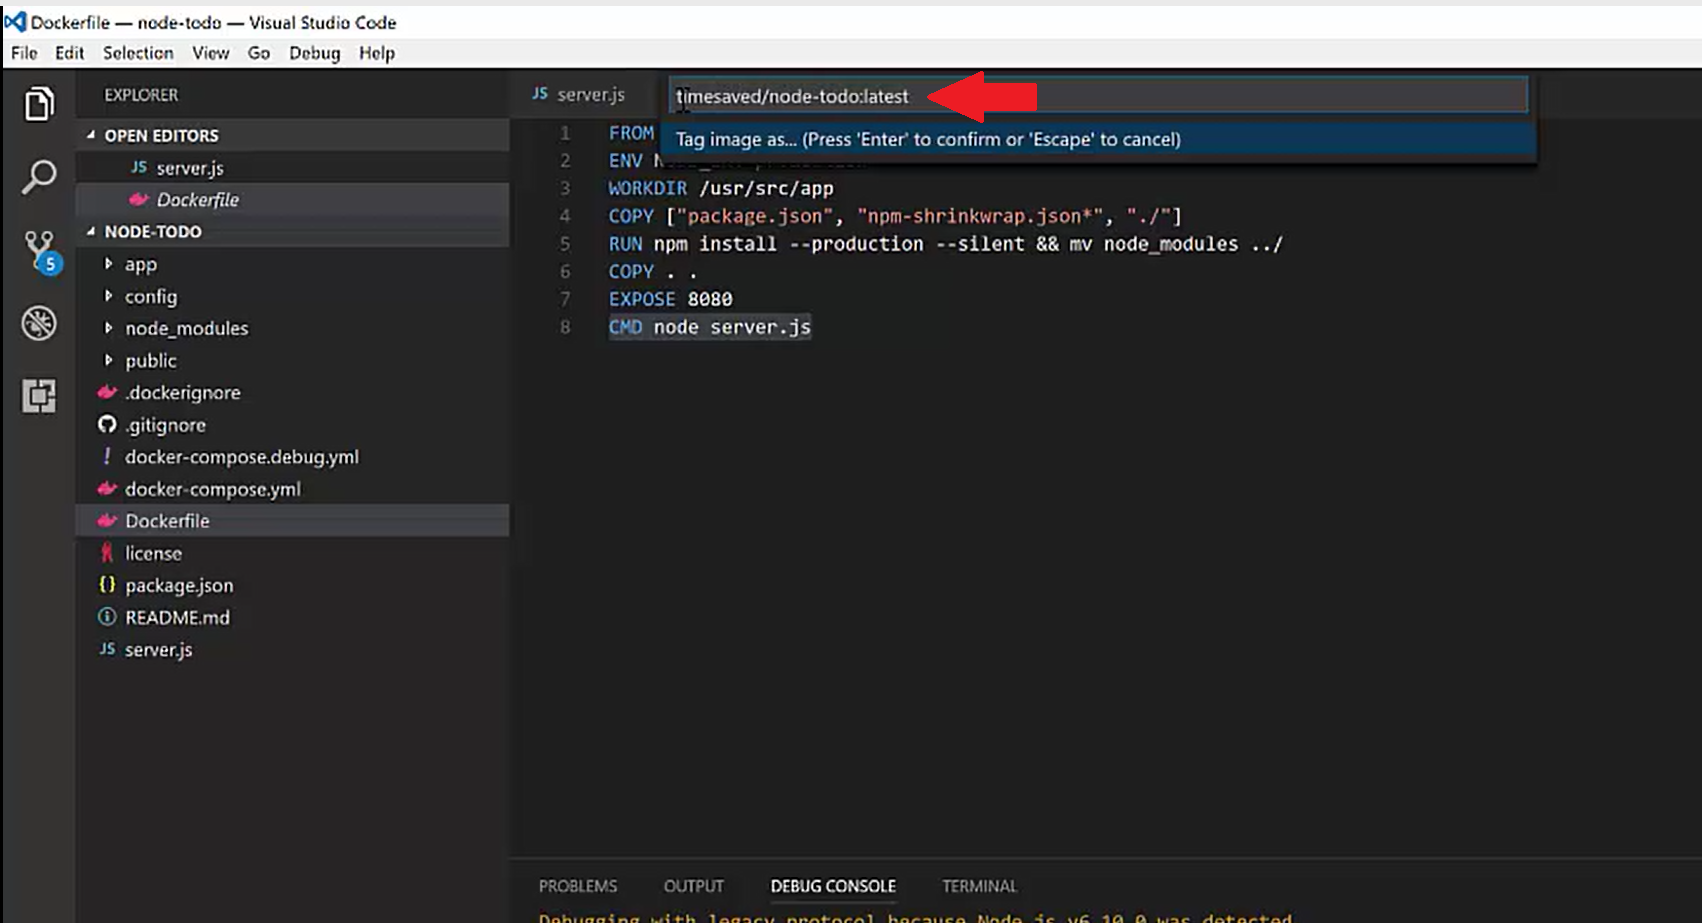 Dockerfile — node-todo — Visual Studio Code
File Edit Selection View Go Debug Help
EXPLORER
OPEN EDITORS
JS server.js
Dockerfile
NODE-TODO
app
config
node_modules
public
.dockerignore
.gitignore
! docker-compose.debug.yml
docker-compose.yml
Dockerfile
license
{} package.json
README.md
JS server.js
5
JS server.js
timesaved/node-todo:latest
Tag image as... (Press 'Enter' to confirm or 'Escape' to cancel)
1 FROM
2 ENV
3 WORKDIR /usr/src/app
4 COPY ["package.json", "npm-shrinkwrap.json*", "./"]
5 RUN npm install --production --silent && mv node_modules ../
6 COPY . .
7 EXPOSE 8080
8 CMD node server.js
PROBLEMS OUTPUT DEBUG CONSOLE TERMINAL
Debugging with legacy protocol because Node.js v6.10.0 was detected.